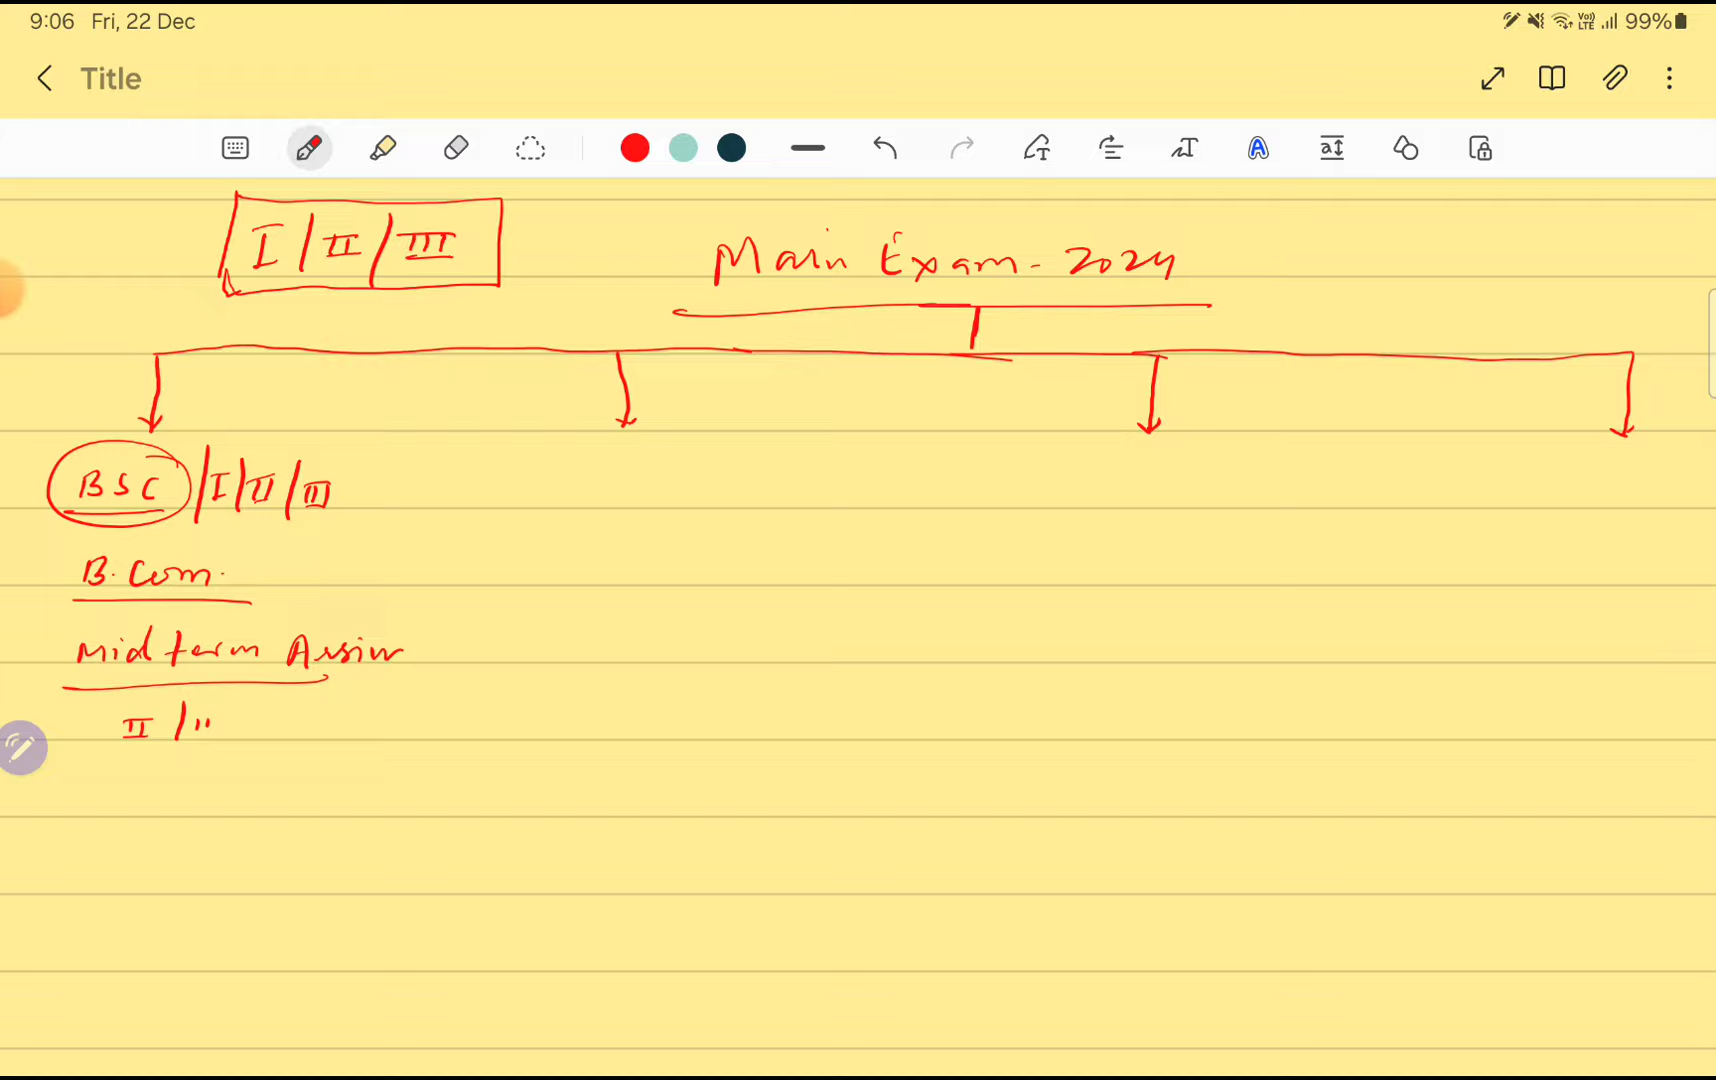 9:06 Fri, 22 Dec 99%
Title
I / II / III
Main Exam - 2024
BSC / I / II / III
B. Com.
Mid term
II /